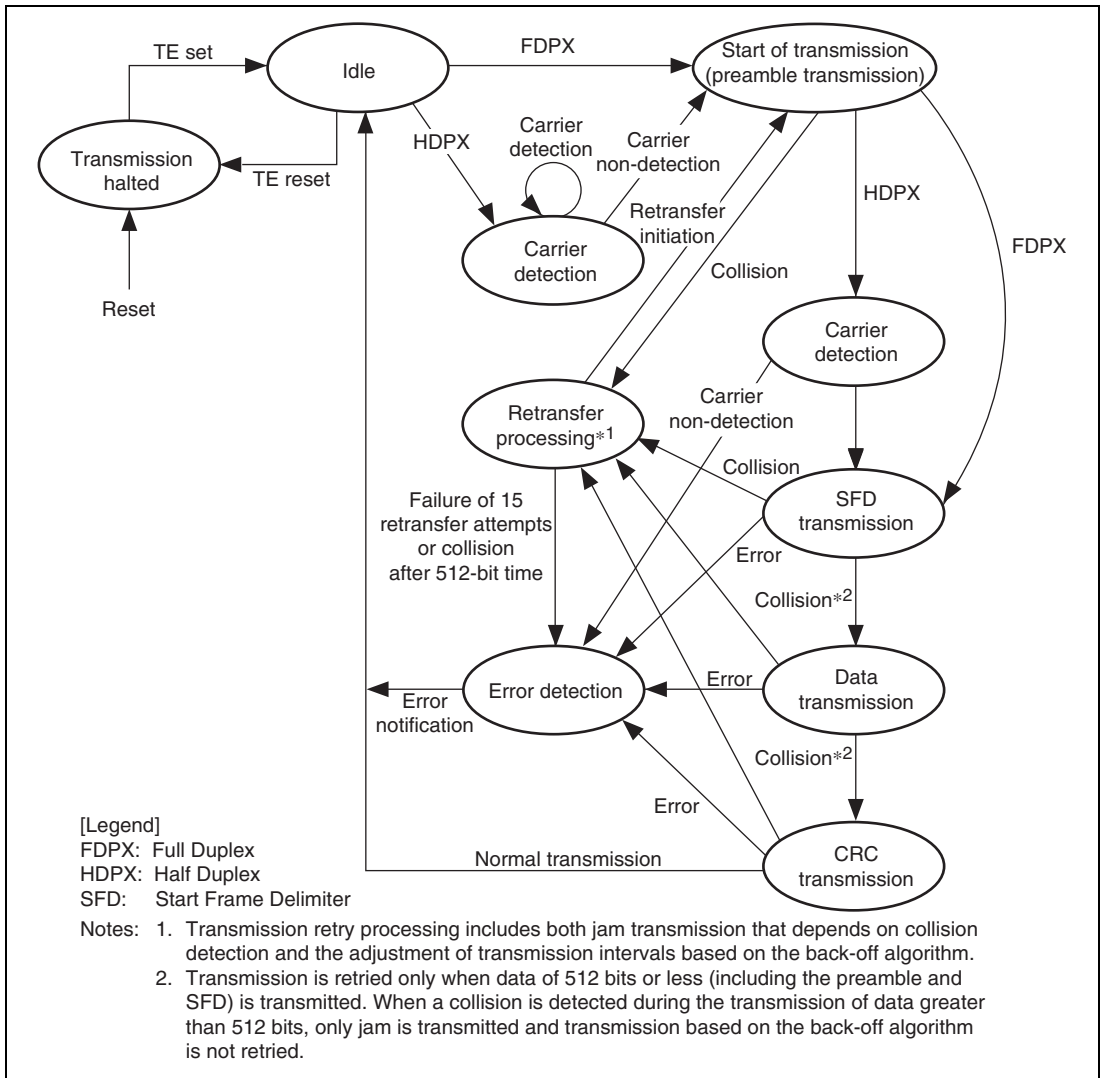 TE set
FDPX
Idle
Start of transmission
(preamble transmission)
Transmission
halted
TE reset
HDPX
Carrier
detection
Carrier
non-detection
Retransfer
initiation
HDPX
FDPX
Carrier
detection
Collision
Reset
Carrier
detection
Retransfer
processing*1
Carrier
non-detection
Collision
SFD
transmission
Failure of 15
retransfer attempts
or collision
after 512-bit time
Error
Collision*2
Error detection
Error
Data
transmission
Error
notification
Collision*2
Error
Normal transmission
CRC
transmission
[Legend]
FDPX: Full Duplex
HDPX: Half Duplex
SFD: Start Frame Delimiter
Notes: 1. Transmission retry processing includes both jam transmission that depends on collision
detection and the adjustment of transmission intervals based on the back-off algorithm.
2. Transmission is retried only when data of 512 bits or less (including the preamble and
SFD) is transmitted. When a collision is detected during the transmission of data greater
than 512 bits, only jam is transmitted and transmission based on the back-off algorithm
is not retried.